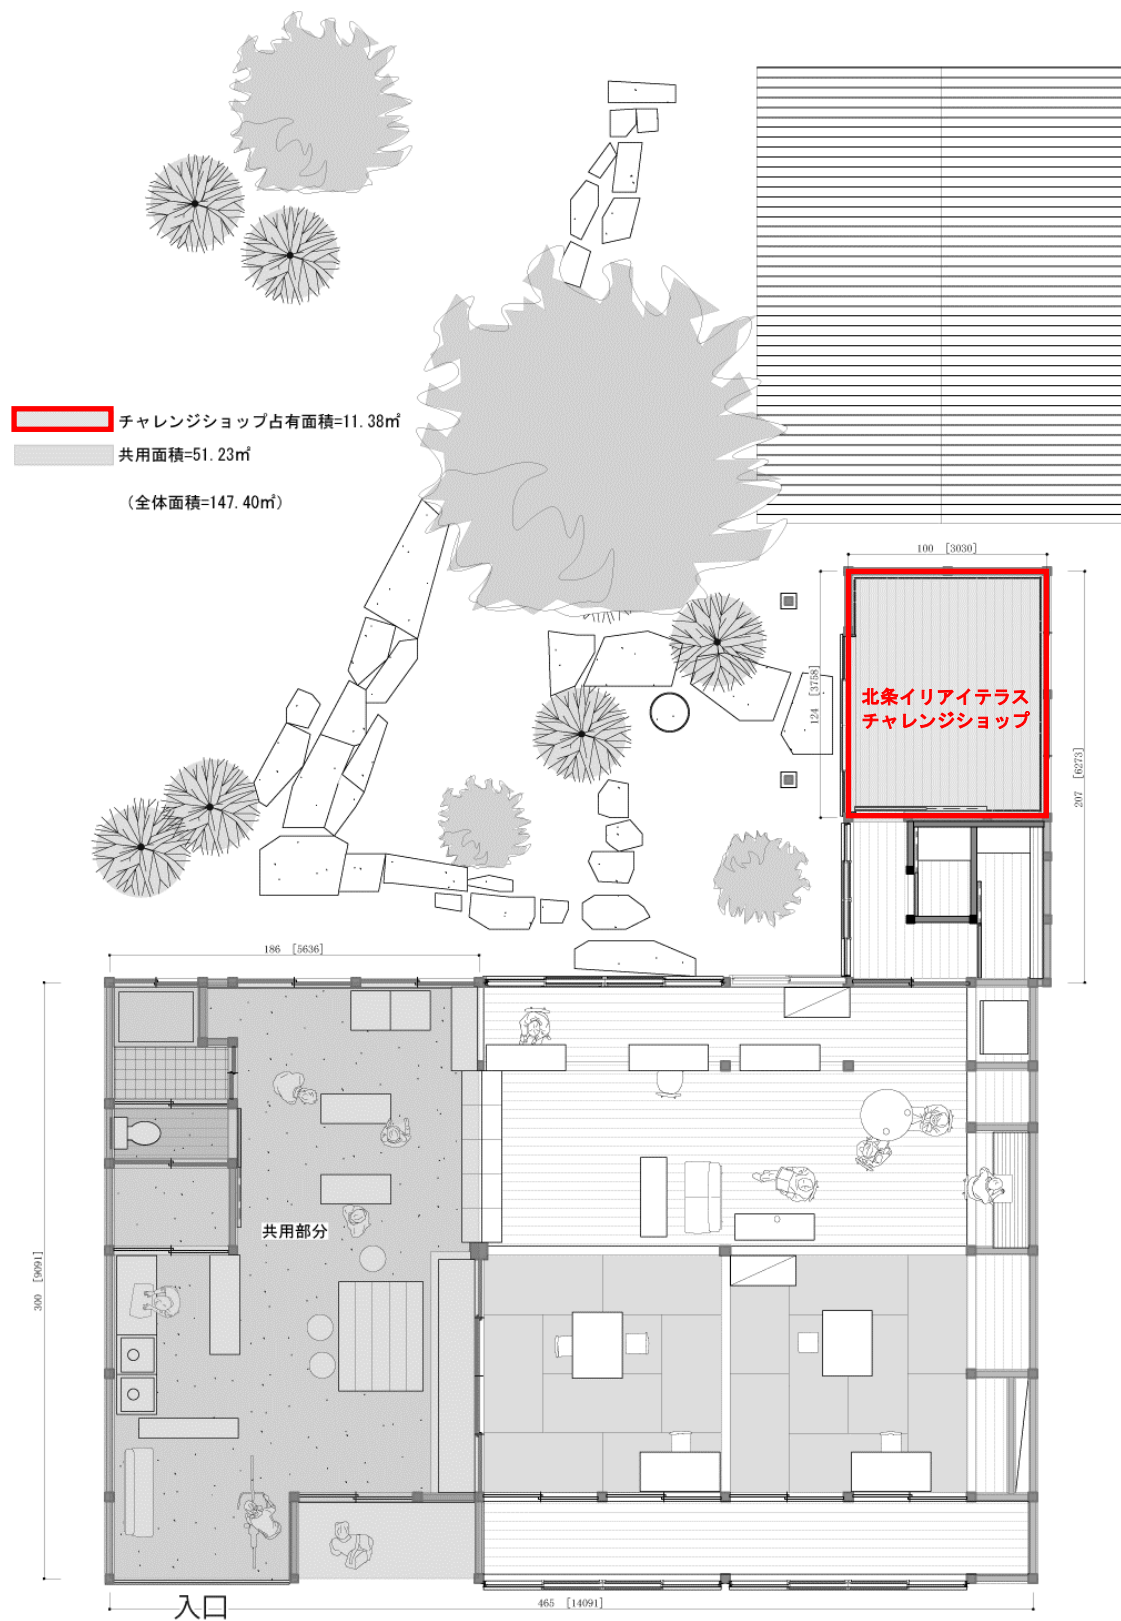 チャレンジショップ占有面積=11.38㎡
共用面積=51.23㎡
(全体面積=147.40㎡)
100 [3030]
124 [3758]
北条イリアイテラス
チャレンジショップ
207 [6273]
186 [5636]
300 [9091]
共用部分
入口
465 [14091]